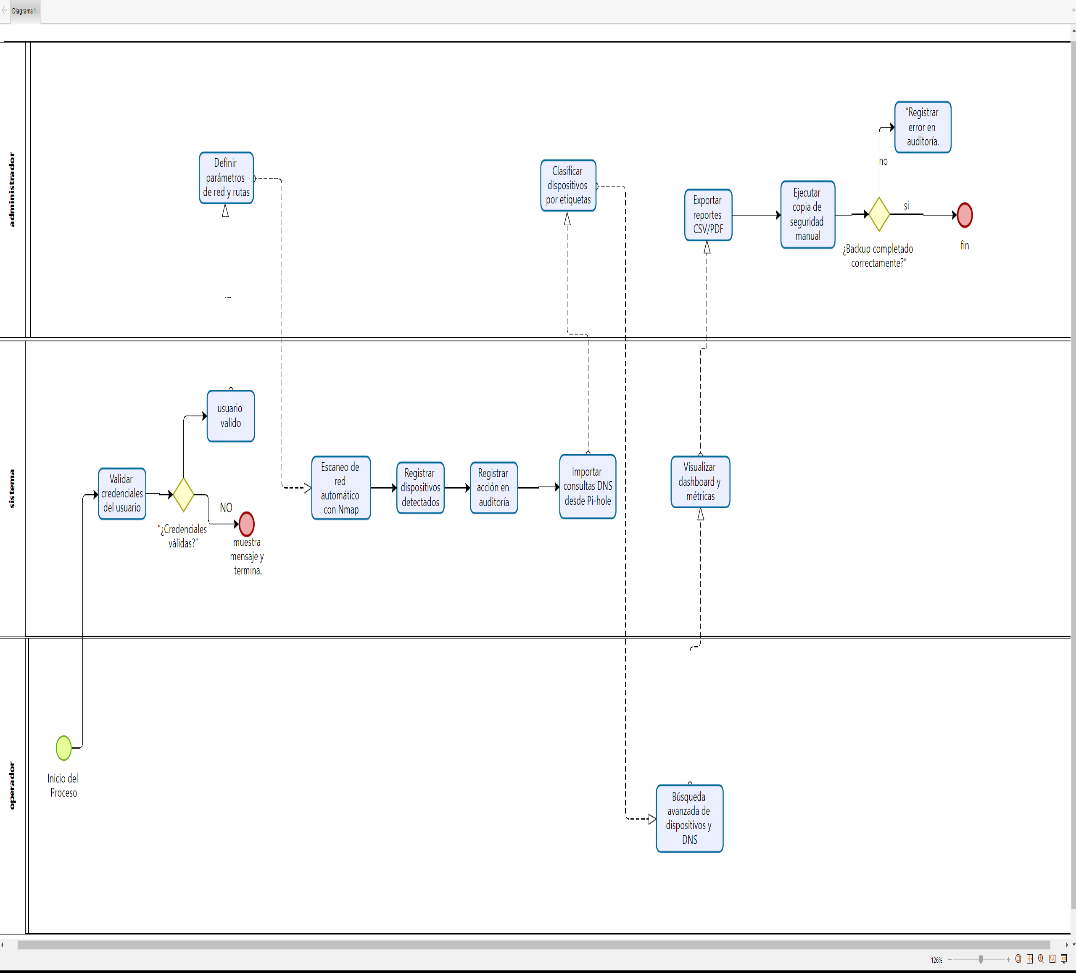 Diagrama 1
administrador
Definir
parámetros
de red y rutas
Clasificar
dispositivos
por etiquetas
Exportar
reportes
CSV/PDF
Ejecutar
copia de
seguridad
manual
"Registrar
error en
auditoría.
no
si
¿Backup completado
correctamente?"
fin
sistema
usuario
valido
Validar
credenciales
del usuario
"¿Credenciales
válidas?"
NO
muestra
mensaje y
termina.
Escaneo de
red
automático
con Nmap
Registrar
dispositivos
detectados
Registrar
acción en
auditoría
Importar
consultas DNS
desde Pi-hole
Visualizar
dashboard y
métricas
operador
Inicio del
Proceso
Búsqueda
avanzada de
dispositivos y
DNS
126%